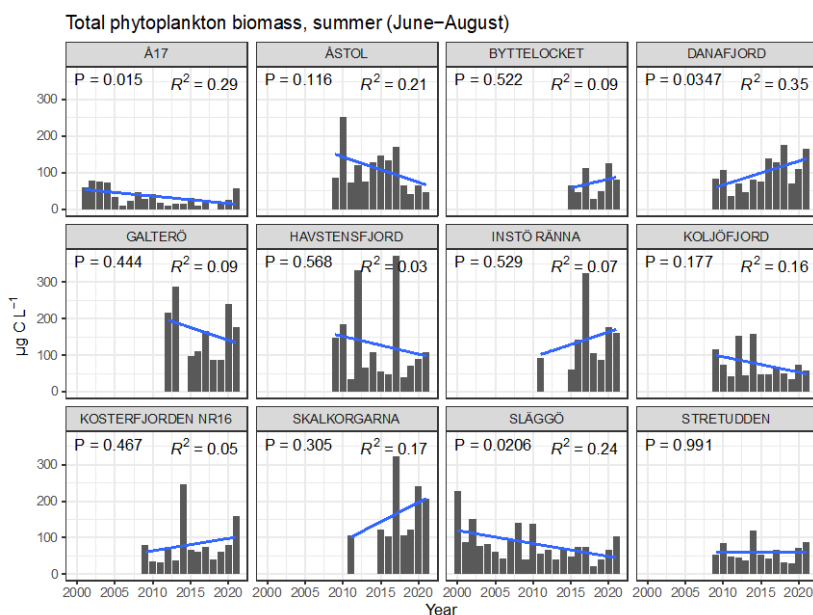 Total phytoplankton biomass, summer (June−August)
Å17 ÅSTOL BYTTELOCKET DANAFJORD
P = 0.015 R² = 0.29 P = 0.116 R² = 0.21 P = 0.522 R² = 0.09 P = 0.0347 R² = 0.35
300
200
100
0
GALTERÖ HAVSTENSFJORD INSTÖ RÄNNA KOLJÖFJORD
P = 0.444 R² = 0.09 P = 0.568 R² = 0.03 P = 0.529 R² = 0.07 P = 0.177 R² = 0.16
300
200
100
0
µg C L⁻¹
KOSTERFJORDEN NR16 SKALKORGARNA SLÄGGÖ STRETUDDEN
P = 0.467 R² = 0.05 P = 0.305 R² = 0.17 P = 0.0206 R² = 0.24 P = 0.991
300
200
100
0
2000 2005 2010 2015 2020 2000 2005 2010 2015 2020 2000 2005 2010 2015 2020 2000 2005 2010 2015 2020
Year